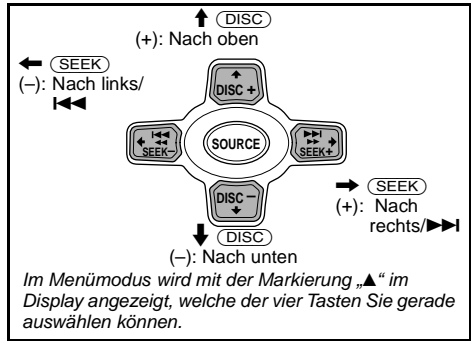 ↑ (DISC)
(+): Nach oben
← (SEEK)
(–): Nach links/
⏮
DISC +
SEEK–
SOURCE
SEEK+
DISC –
→ (SEEK)
(+): Nach
rechts/⏭
↓ (DISC)
(–): Nach unten
Im Menümodus wird mit der Markierung „▲“ im
Display angezeigt, welche der vier Tasten Sie gerade
auswählen können.